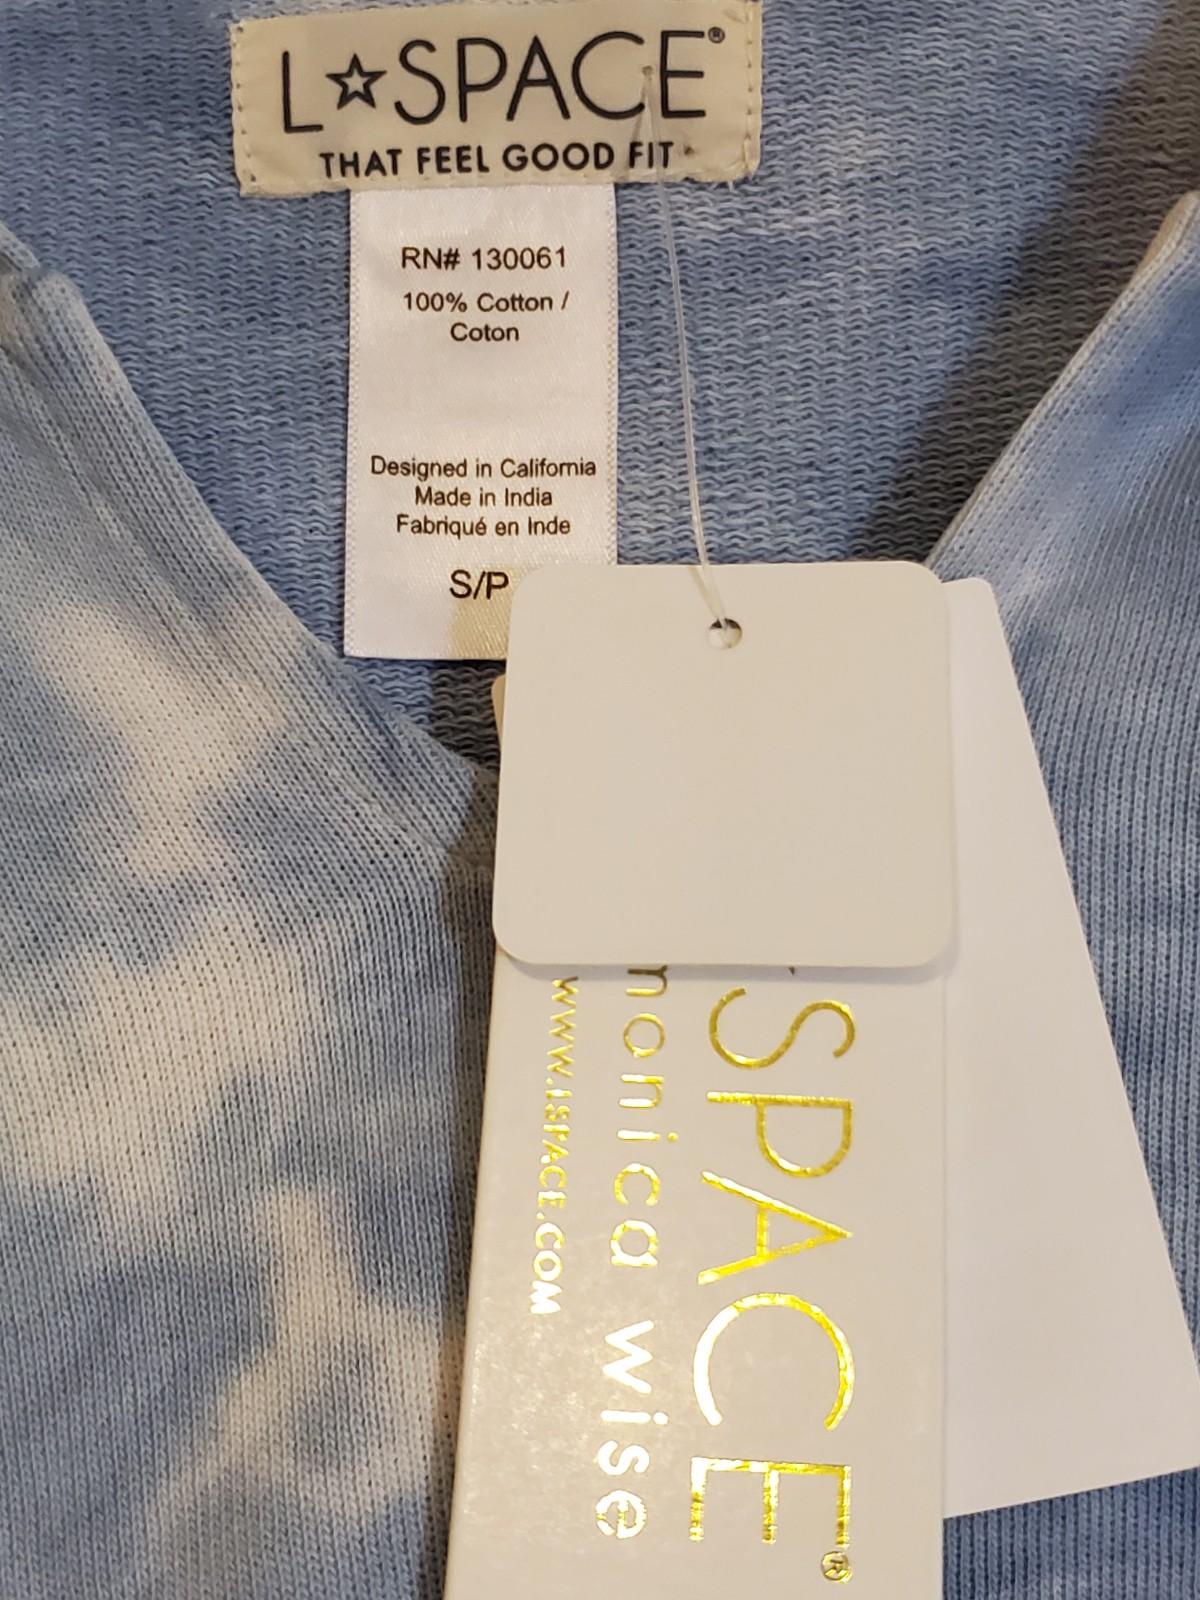 L☆SPACE®
THAT FEEL GOOD FIT
RN# 130061
100% Cotton /
Coton
Designed in California
Made in India
Fabriqué en Inde
S/P
SPACE®
monica wise
WWW.LSPACE.COM